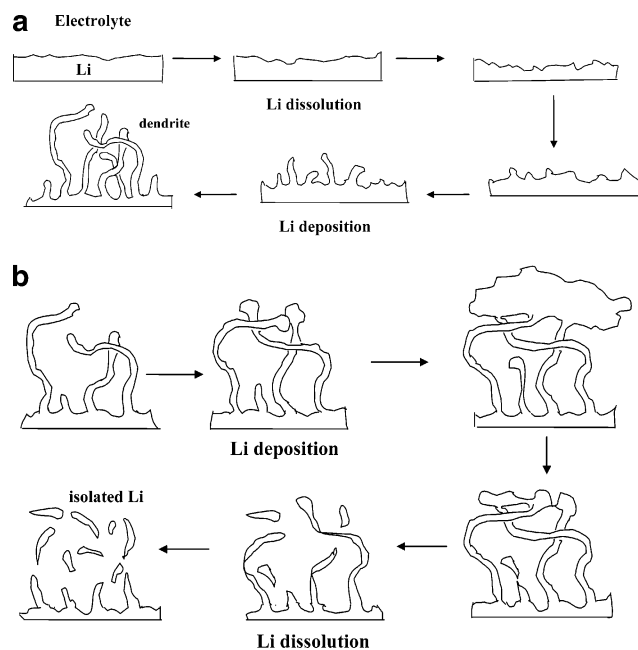 a
Electrolyte
Li
Li dissolution
dendrite
Li deposition
b
Li deposition
isolated Li
Li dissolution